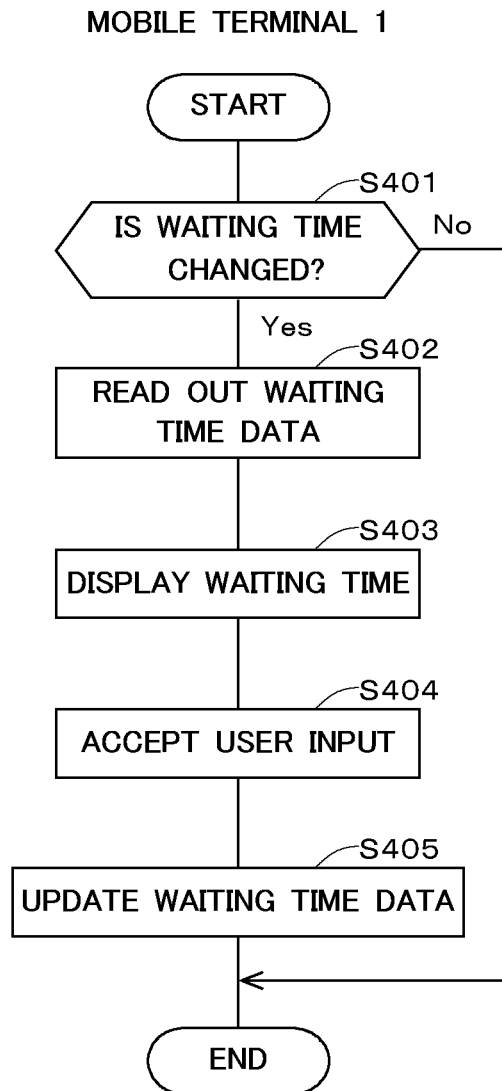 MOBILE TERMINAL 1
START
S401
IS WAITING TIME
CHANGED?
No
Yes
S402
READ OUT WAITING
TIME DATA
S403
DISPLAY WAITING TIME
S404
ACCEPT USER INPUT
S405
UPDATE WAITING TIME DATA
END